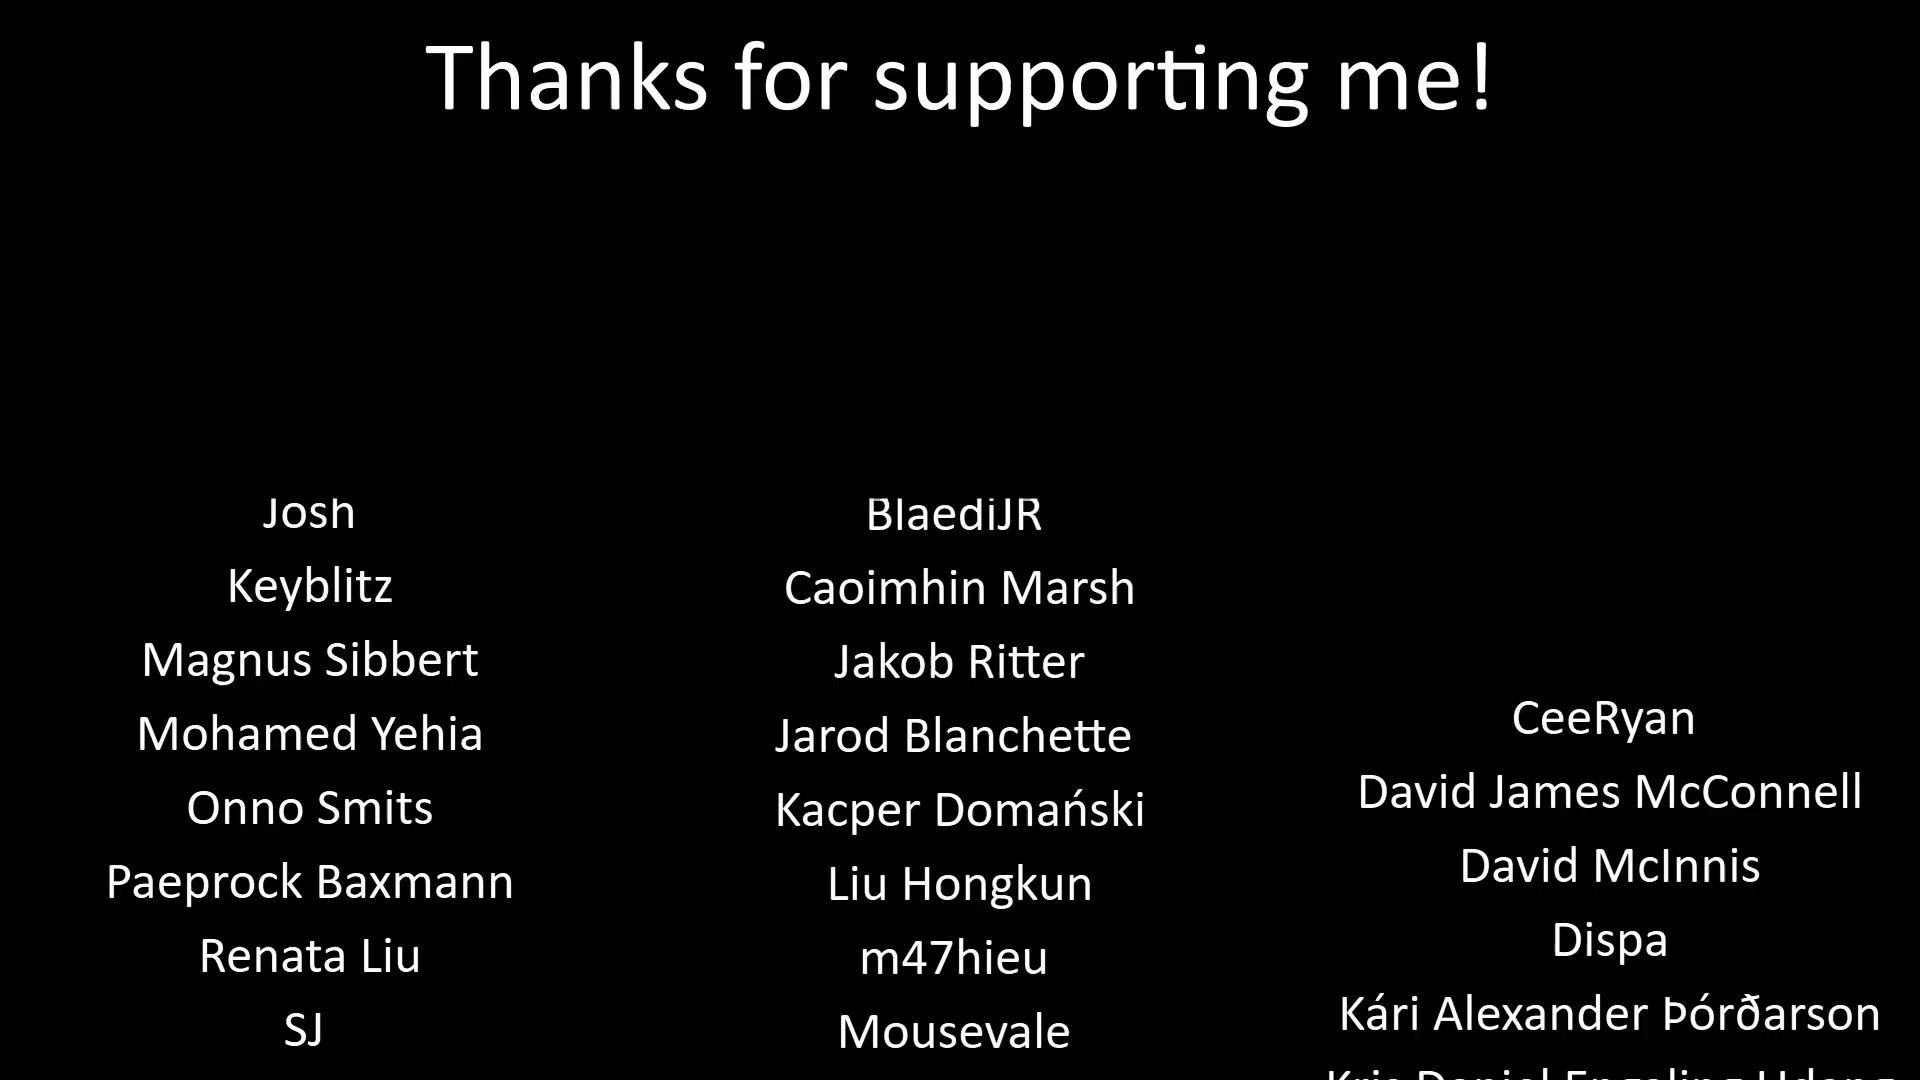 Thanks for supporting me!
Josh
Keyblitz
Magnus Sibbert
Mohamed Yehia
Onno Smits
Paeprock Baxmann
Renata Liu
SJ
BlaediJR
Caoimhin Marsh
Jakob Ritter
Jarod Blanchette
Kacper Domański
Liu Hongkun
m47hieu
Mousevale
CeeRyan
David James McConnell
David McInnis
Dispa
Kári Alexander Þórðarson